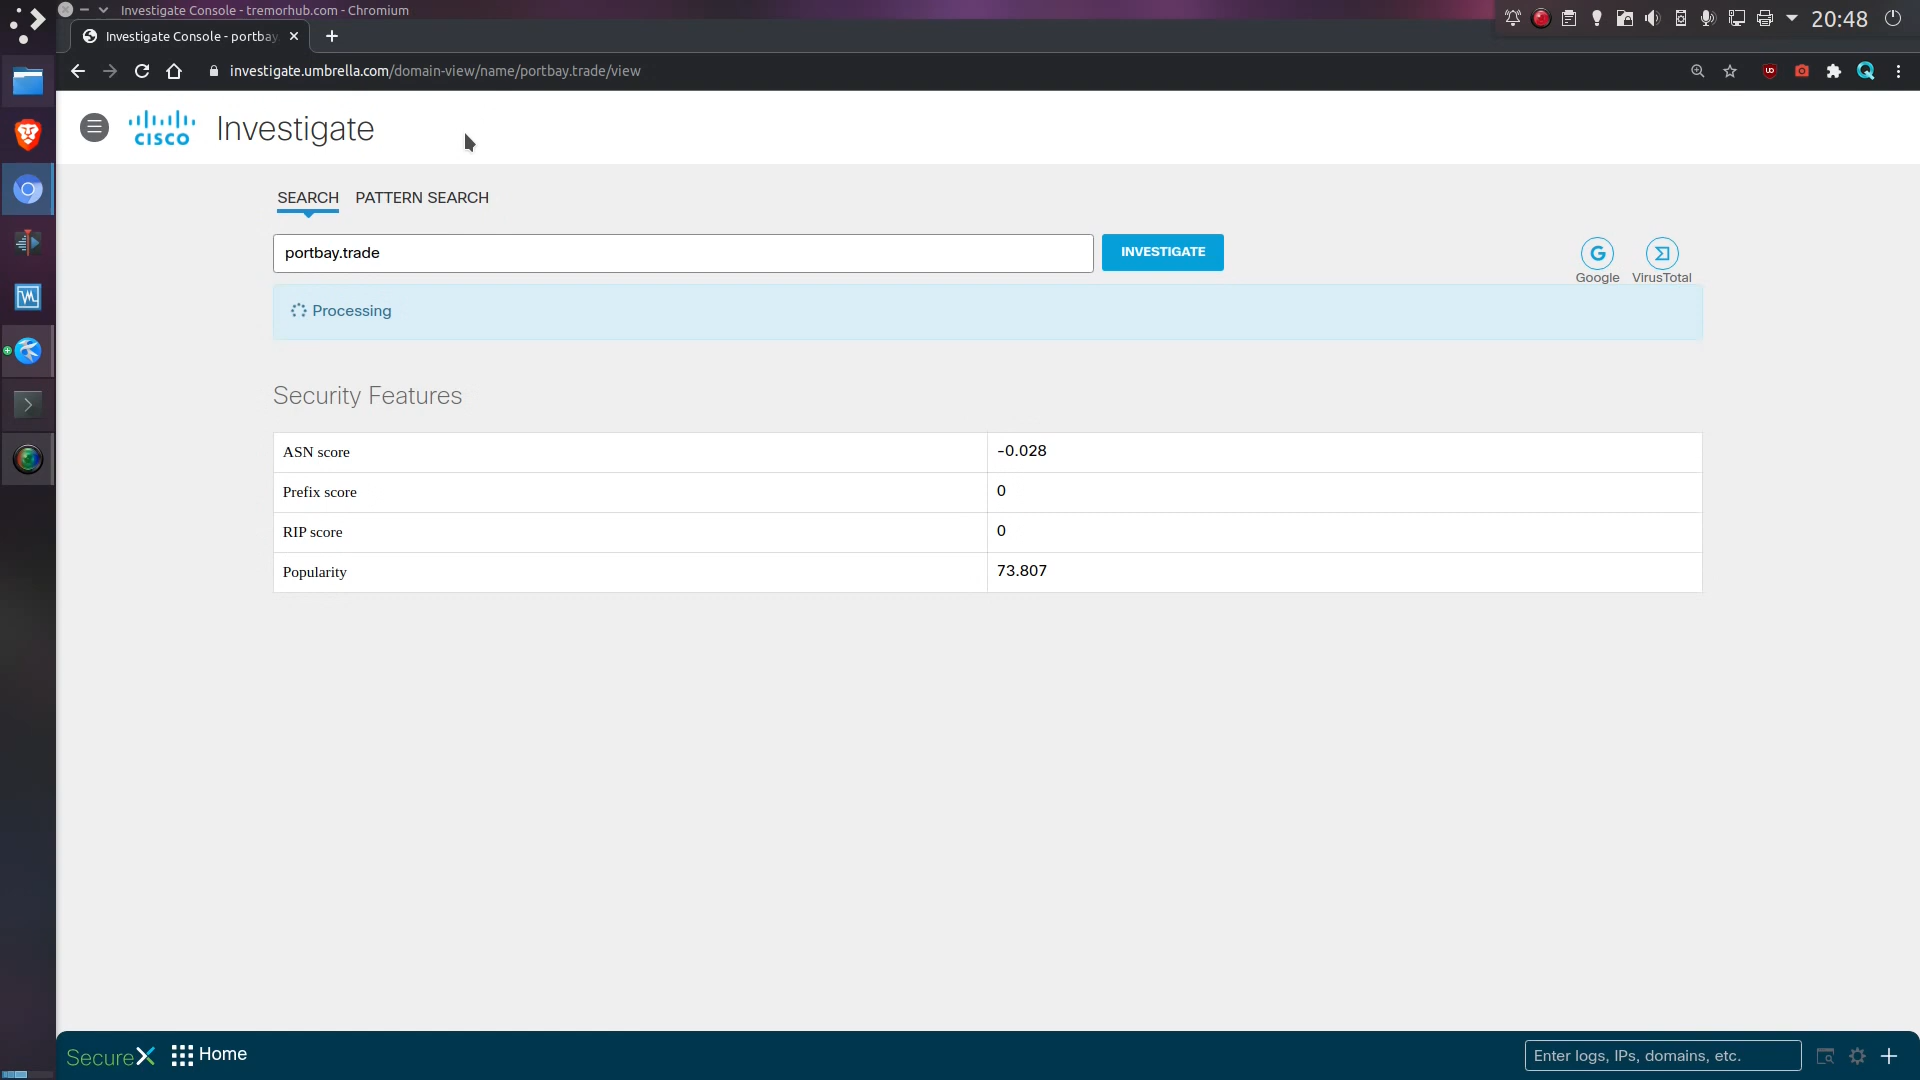 Investigate Console - tremorhub.com - Chromium
20:48
Investigate Console - portbay
investigate.umbrella.com/domain-view/name/portbay.trade/view
CISCO
Investigate
SEARCH
PATTERN SEARCH
portbay.trade
INVESTIGATE
Google
VirusTotal
Processing
Security Features
ASN score
-0.028
Prefix score
0
RIP score
0
Popularity
73.807
SecureX
Home
Enter logs, IPs, domains, etc.